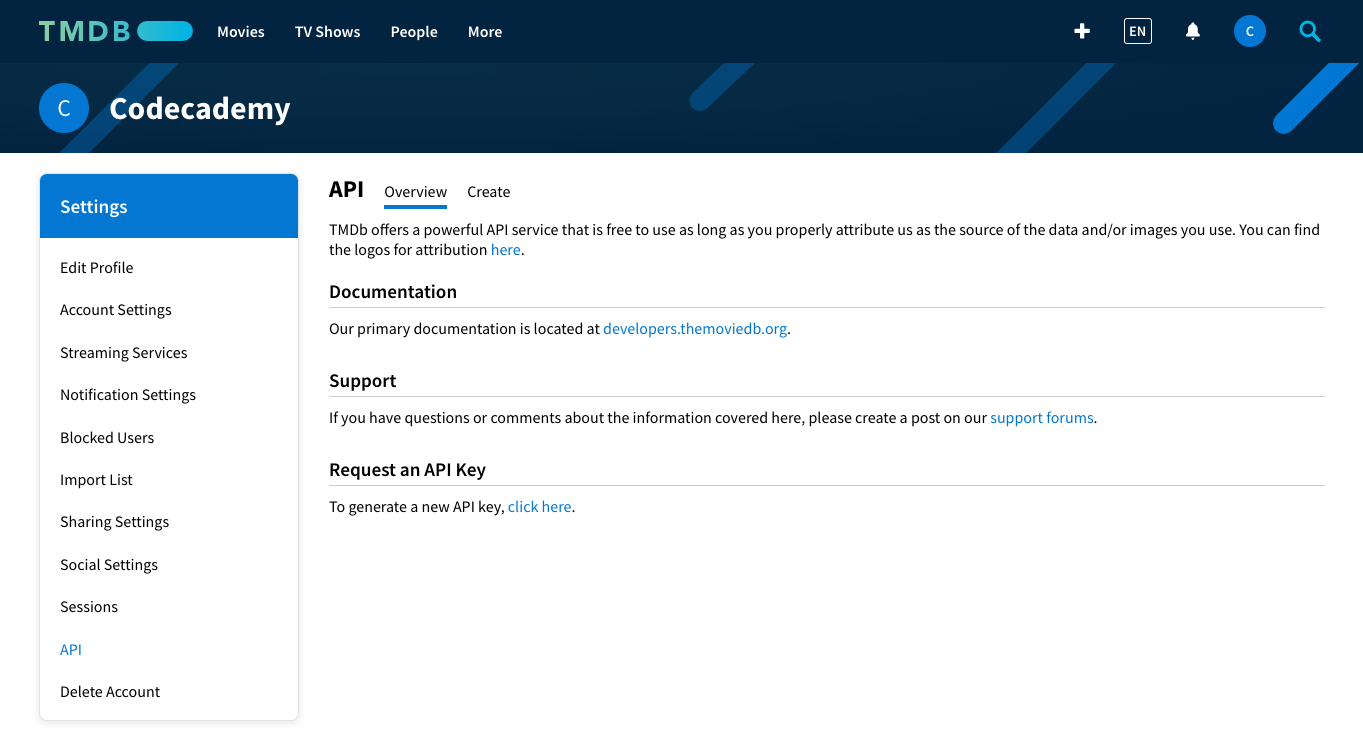 TMDB
Movies
TV Shows
People
More
EN
C
C
Codecademy
Settings
Edit Profile
Account Settings
Streaming Services
Notification Settings
Blocked Users
Import List
Sharing Settings
Social Settings
Sessions
API
Delete Account
API
Overview
Create
TMDb offers a powerful API service that is free to use as long as you properly attribute us as the source of the data and/or images you use. You can find
the logos for attribution here.
Documentation
Our primary documentation is located at developers.themoviedb.org.
Support
If you have questions or comments about the information covered here, please create a post on our support forums.
Request an API Key
To generate a new API key, click here.